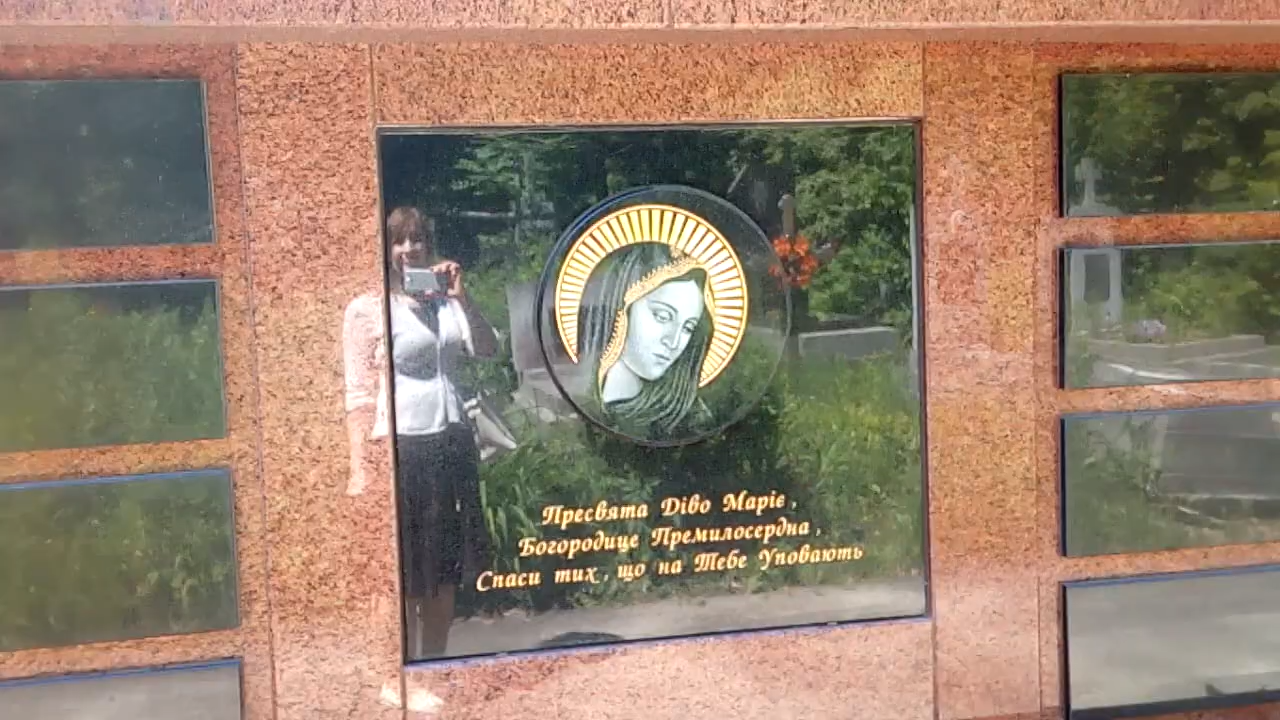 Пресвята Діво Маріє,
Богородице Премилосердна,
Спаси тих, що на Тебе Уповають